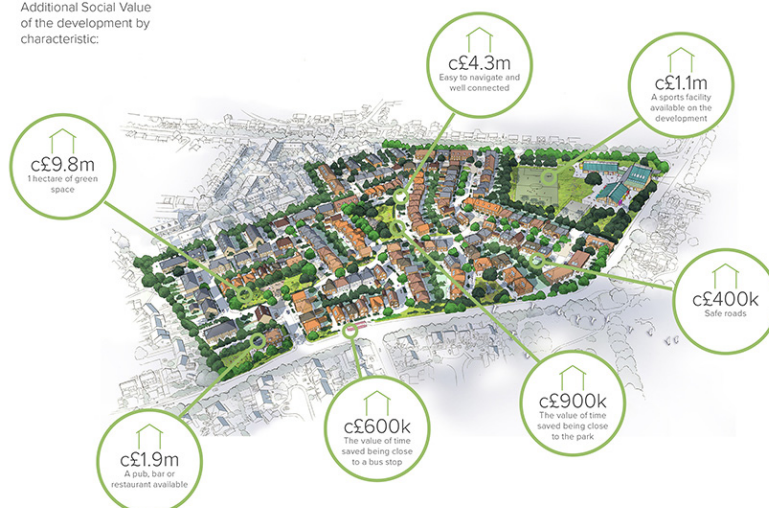 Additional Social Value
of the development by
characteristic:
c£4.3m
Easy to navigate and
well connected
c£1.1m
A sports facility
available on the
development
c£9.8m
1 hectare of green
space
c£400k
Safe roads
c£900k
The value of time
saved being close
to the park
c£600k
The value of time
saved being close
to a bus stop
c£1.9m
A pub, bar or
restaurant available